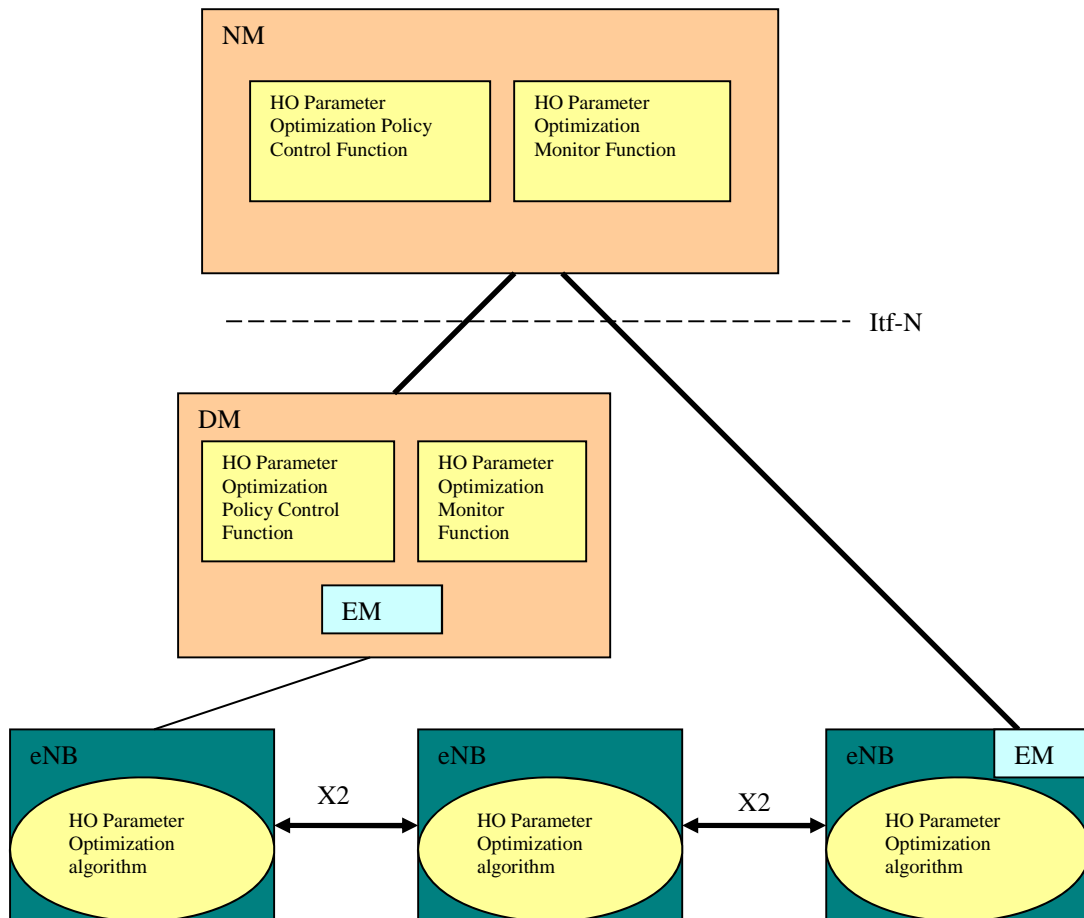 NM
HO Parameter
Optimization Policy
Control Function
HO Parameter
Optimization
Monitor Function
Itf-N
DM
HO Parameter
Optimization
Policy Control
Function
HO Parameter
Optimization
Monitor
Function
EM
eNB
HO Parameter
Optimization
algorithm
X2
eNB
HO Parameter
Optimization
algorithm
X2
eNB
EM
HO Parameter
Optimization
algorithm